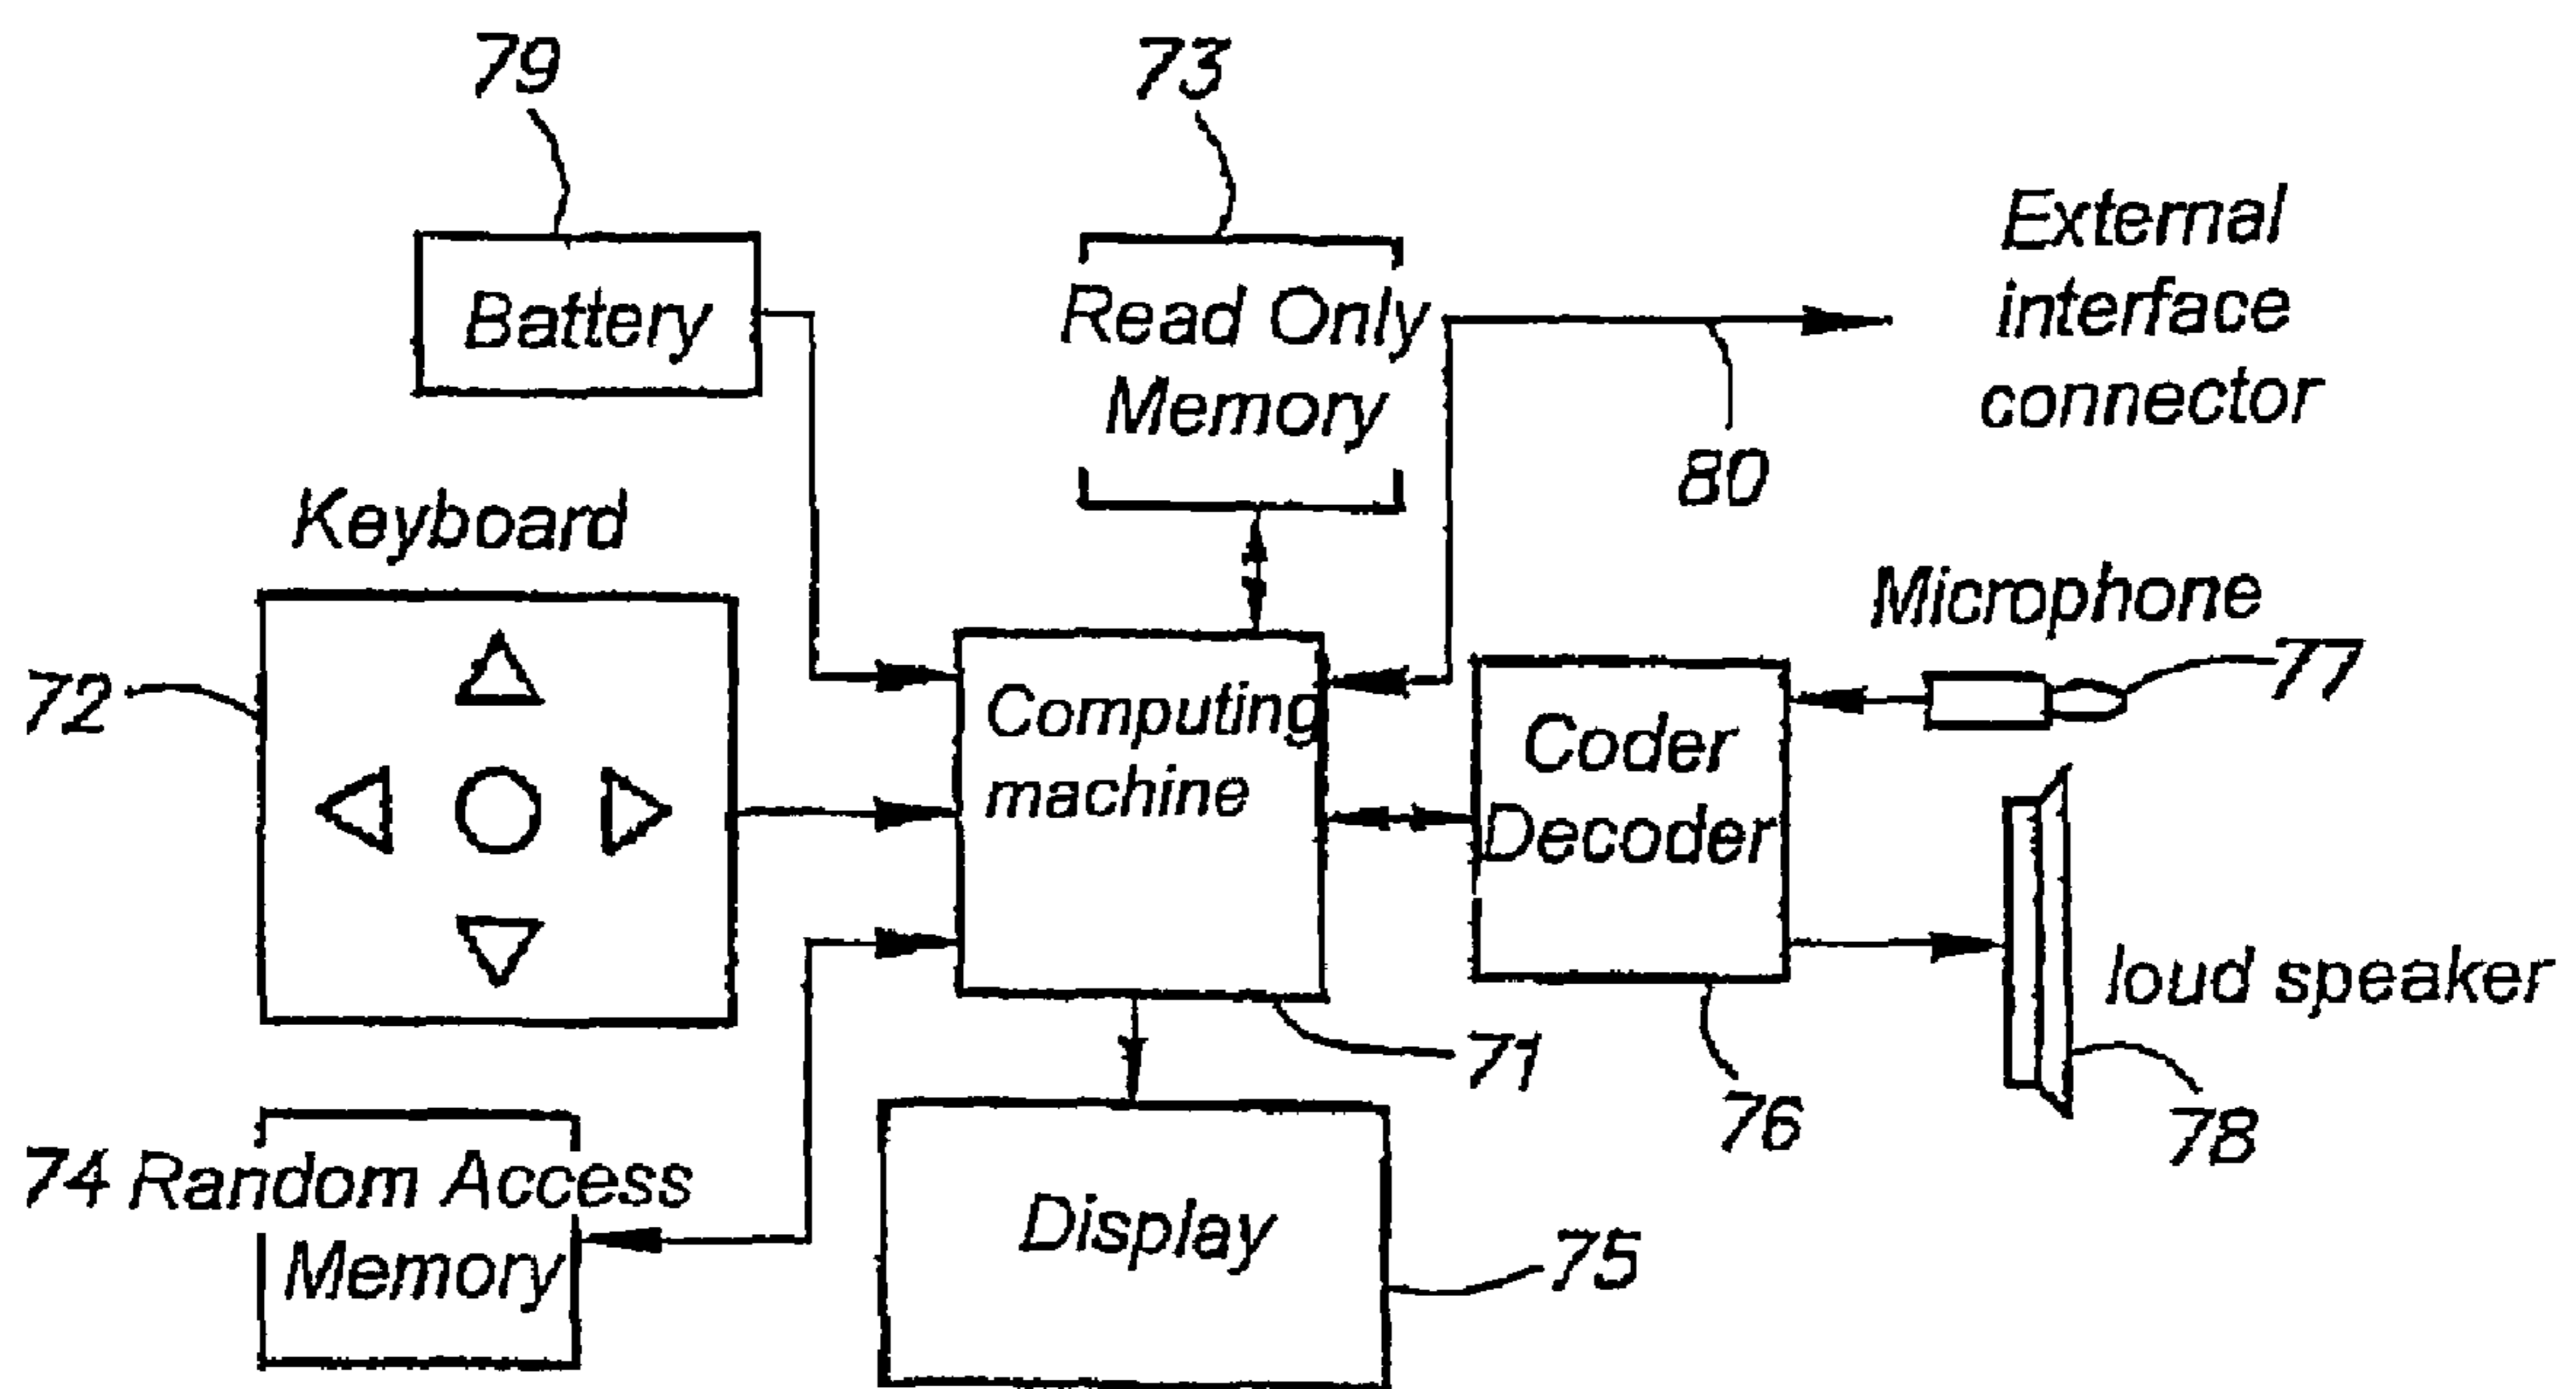 79
73
Battery
Read Only
Memory
External
interface
connector
80
Keyboard
72
Microphone
77
Computing
machine
Coder
Decoder
71
76
loud speaker
78
74 Random Access
Memory
Display
75